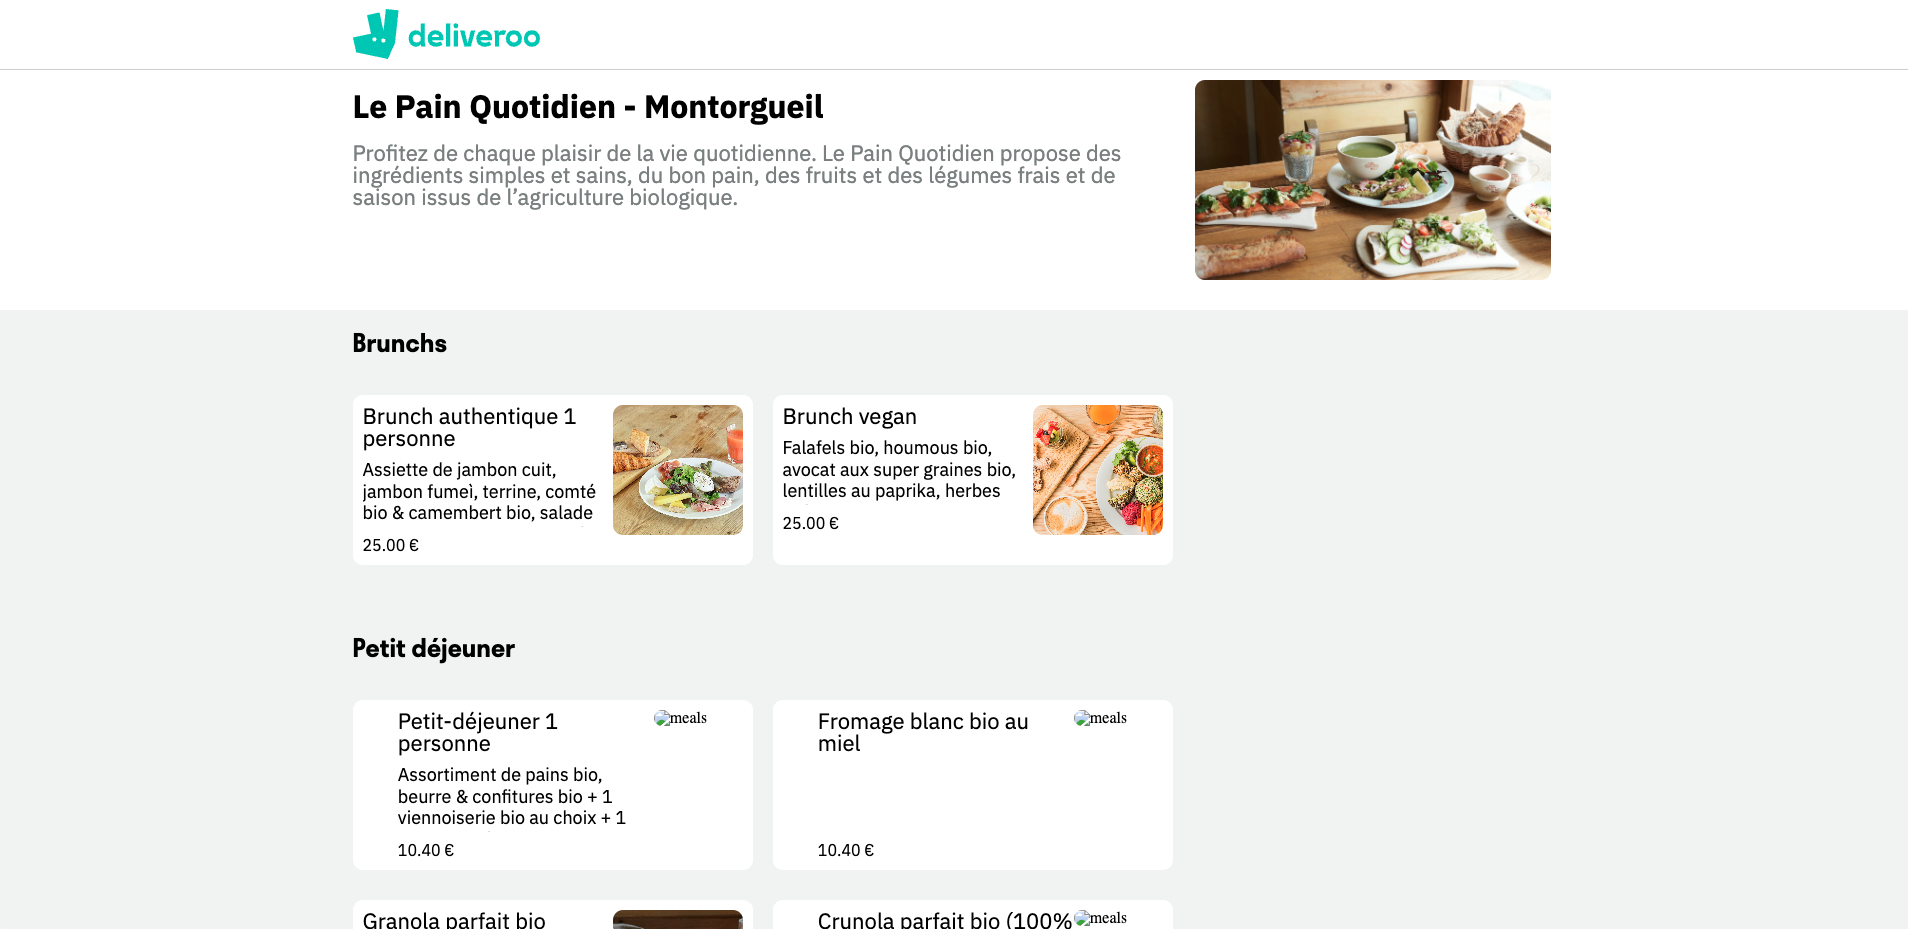 deliveroo
Le Pain Quotidien - Montorgueil
Profitez de chaque plaisir de la vie quotidienne. Le Pain Quotidien propose des
ingrédients simples et sains, du bon pain, des fruits et des légumes frais et de
saison issus de l’agriculture biologique.
Brunchs
Brunch authentique 1
personne
Assiette de jambon cuit,
jambon fumeì, terrine, comté
bio & camembert bio, salade
25.00 €
Brunch vegan
Falafels bio, houmous bio,
avocat aux super graines bio,
lentilles au paprika, herbes
25.00 €
Petit déjeuner
Petit-déjeuner 1
personne
Assortiment de pains bio,
beurre & confitures bio + 1
viennoiserie bio au choix + 1
10.40 €
meals
Fromage blanc bio au
miel
10.40 €
meals
Granola parfait bio
Crunola parfait bio (100%
meals